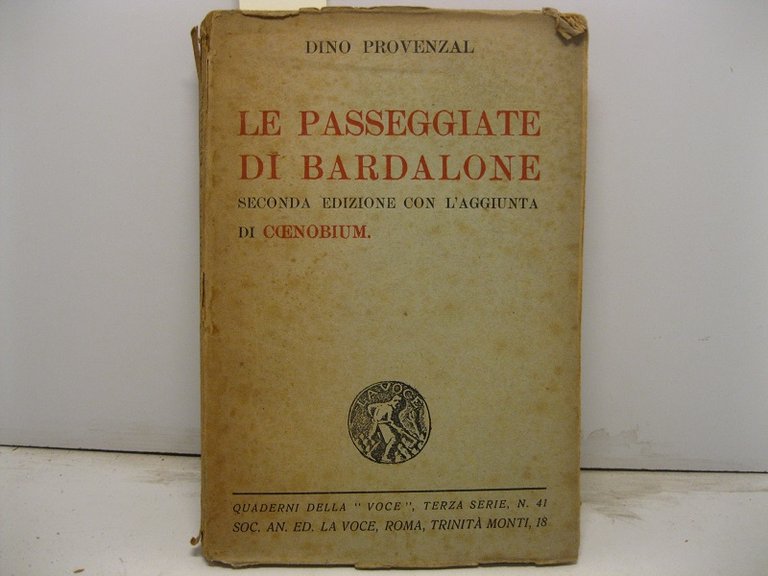 DINO PROVENZAL
LE PASSEGGIATE
DI BARDALONE
SECONDA EDIZIONE CON L'AGGIUNTA
DI CŒNOBIUM.
LA VOCE
QUADERNI DELLA " VOCE ", TERZA SERIE, N. 41
SOC. AN. ED. LA VOCE, ROMA, TRINITÀ MONTI, 18